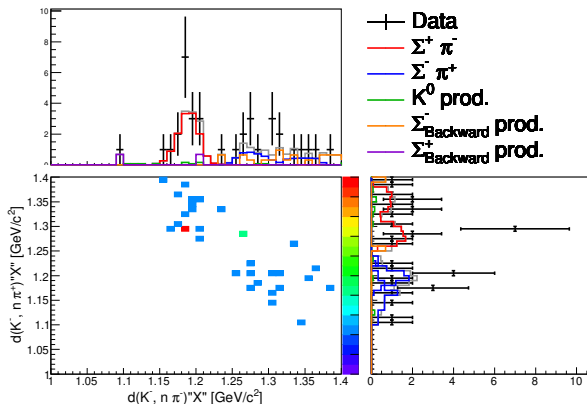 10
8
6
4
2
0
Data
Σ⁺ π⁻
Σ⁻ π⁺
K⁰ prod.
Σ⁻Backward prod.
Σ⁺Backward prod.
d(K⁻, n π⁺)"X" [GeV/c²]
1.4
1.35
1.3
1.25
1.2
1.15
1.1
1.05
1
1 1.05 1.1 1.15 1.2 1.25 1.3 1.35 1.4
d(K⁻, n π⁻)"X" [GeV/c²]
0 2 4 6 8 10